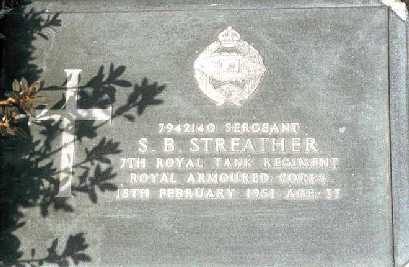 7942140 SERGEANT
S. B. STREATHER
7TH ROYAL TANK REGIMENT
ROYAL ARMOURED CORPS
18TH FEBRUARY 1951 AGE 37